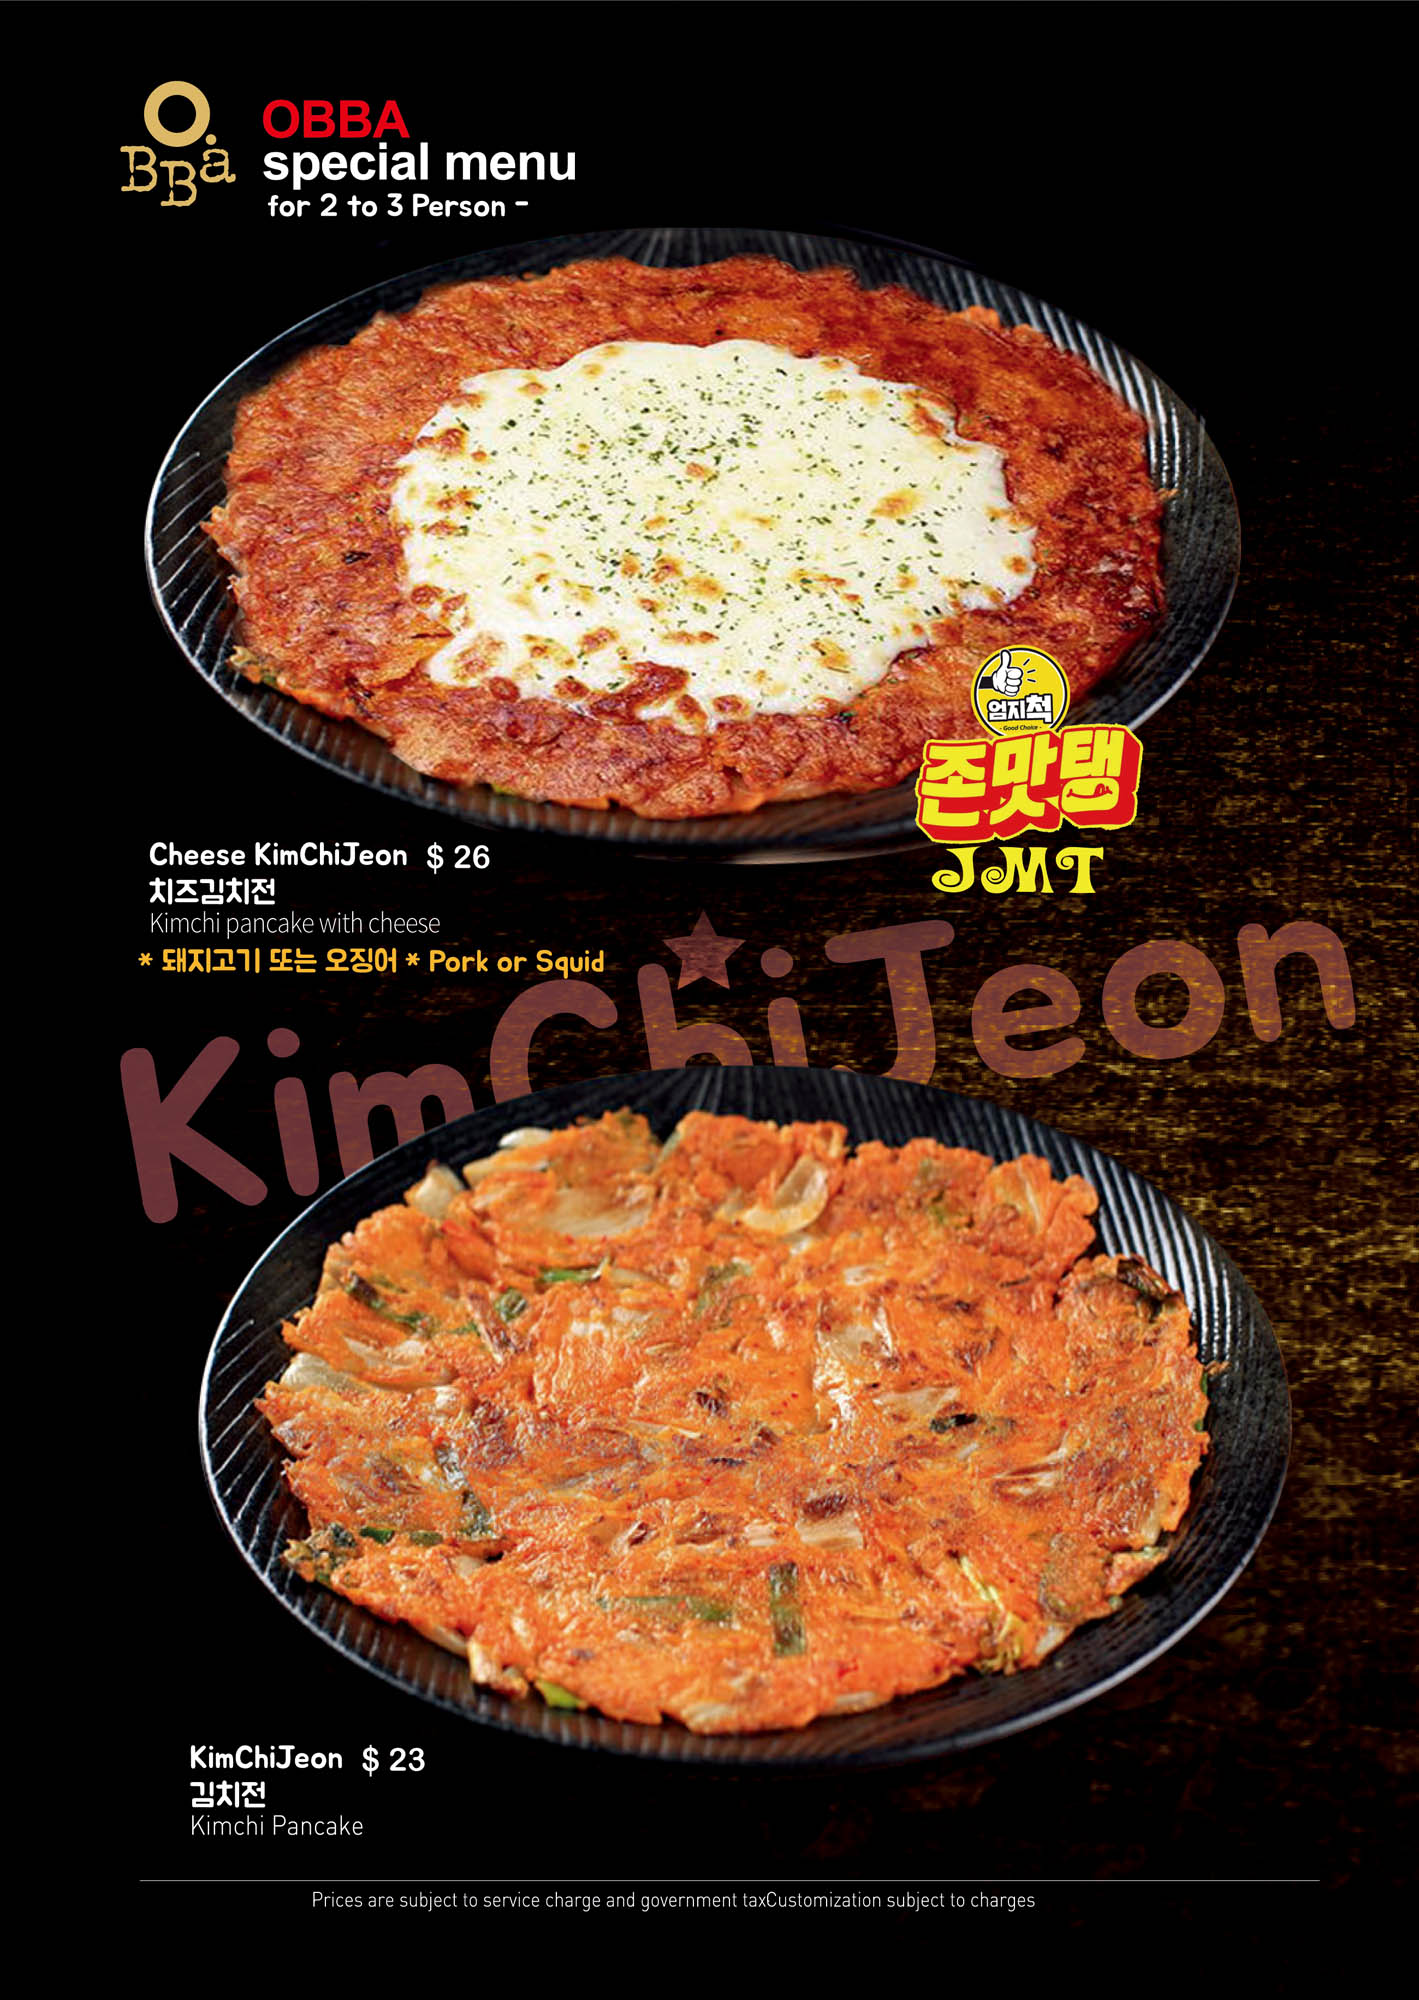 O.
BBa
OBBA
special menu
for 2 to 3 Person -
엄지척
- Good Choice -
존맛탱
JMT
Cheese KimChiJeon $ 26
치즈김치전
Kimchi pancake with cheese
* 돼지고기 또는 오징어 * Pork or Squid
KimChiJeon
KimChiJeon $ 23
김치전
Kimchi Pancake
Prices are subject to service charge and government taxCustomization subject to charges